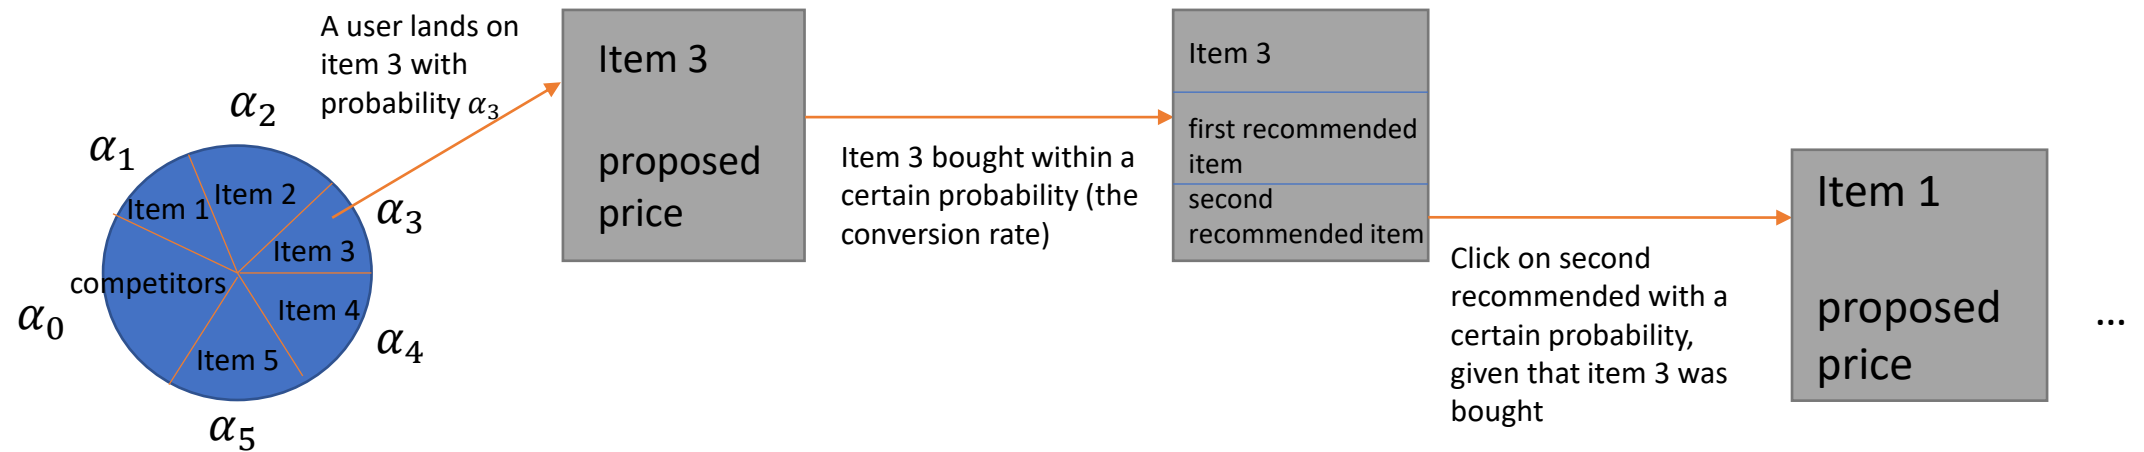 A user lands on
item 3 with
probability α₃
α₂
α₁
Item 2
Item 1
α₃
Item 3
competitors
α₀
Item 4
α₄
Item 5
α₅
Item 3
proposed
price
Item 3 bought within a
certain probability (the
conversion rate)
Item 3
first recommended
item
second
recommended item
Click on second
recommended with a
certain probability,
given that item 3 was
bought
Item 1
proposed
price
...